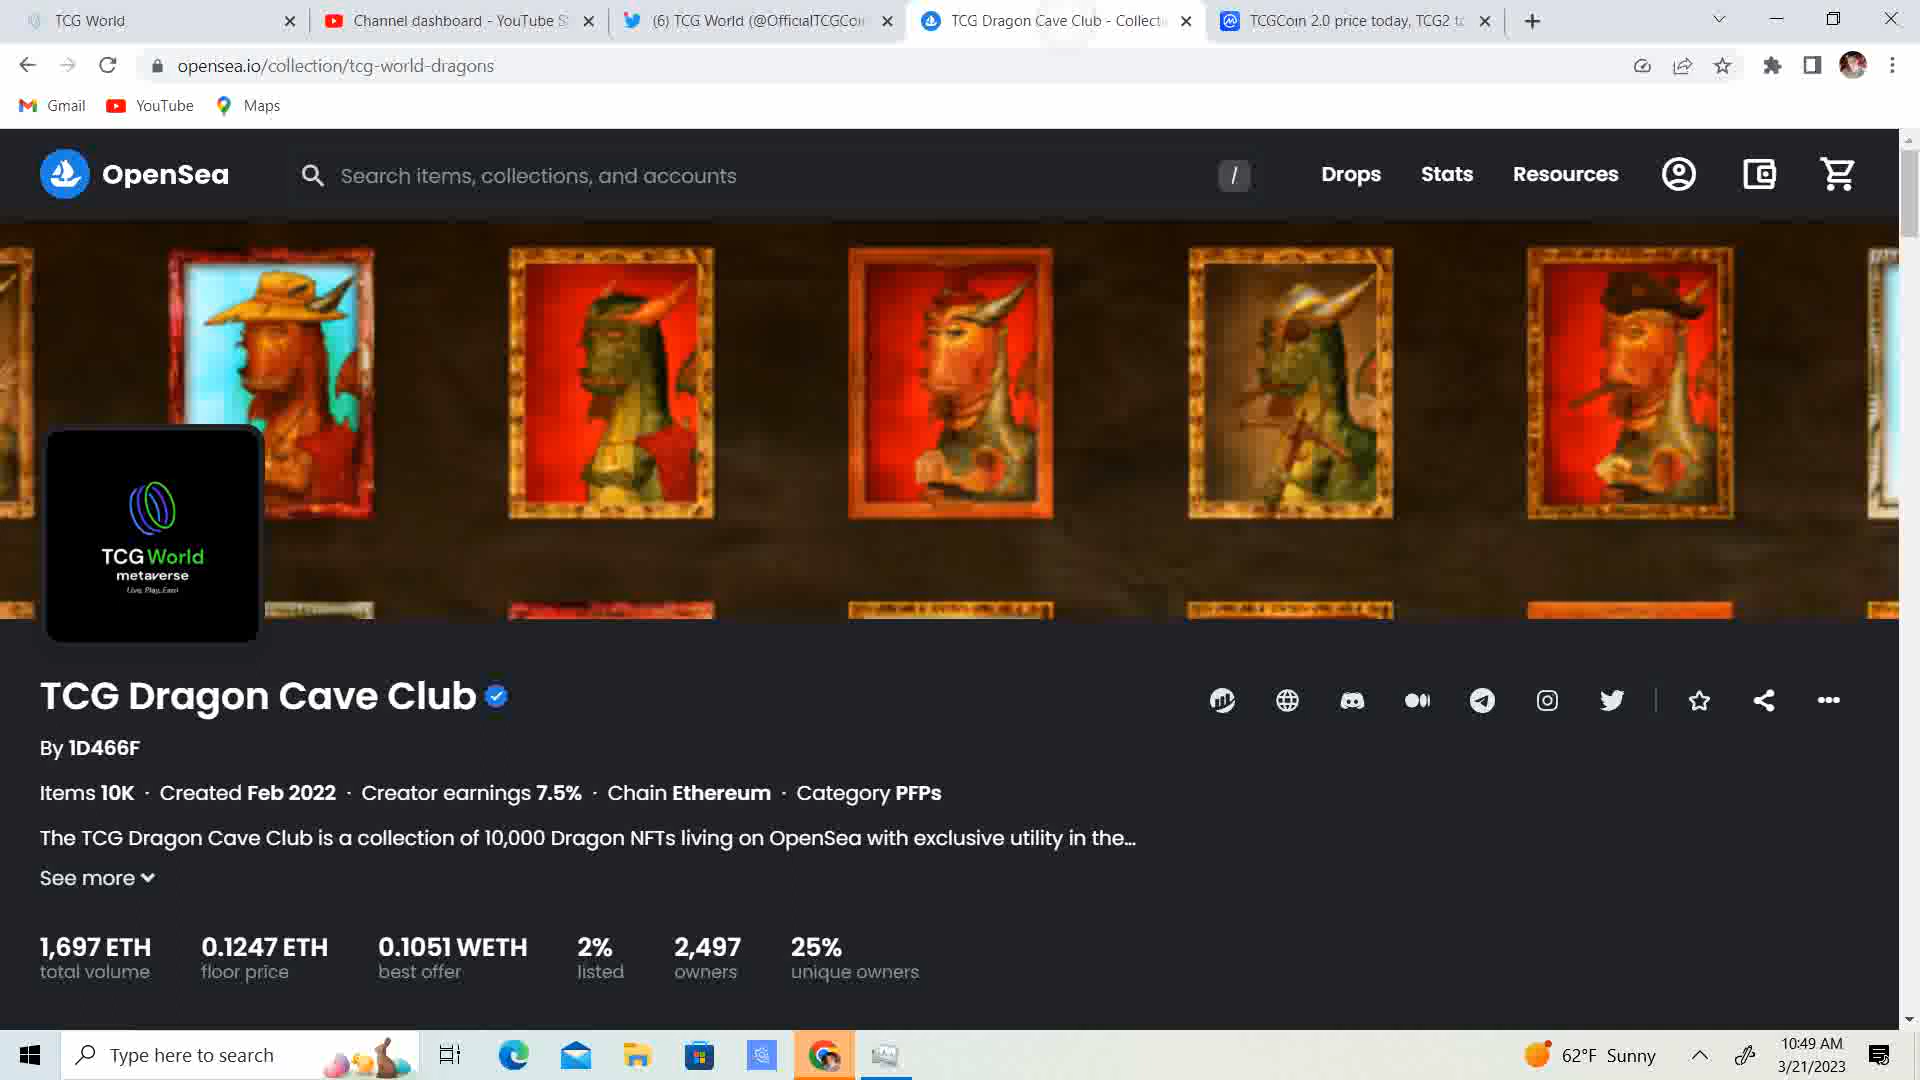 TCG World
Channel dashboard - YouTube S
(6) TCG World (@OfficialTCGCoi
TCG Dragon Cave Club - Collecti
TCGCoin 2.0 price today, TCG2 to
opensea.io/collection/tcg-world-dragons
Gmail
YouTube
Maps
OpenSea
Search items, collections, and accounts
/
Drops
Stats
Resources
TCG World
metaverse
Live, Play, Earn
TCG Dragon Cave Club
By 1D466F
Items 10K · Created Feb 2022 · Creator earnings 7.5% · Chain Ethereum · Category PFPs
The TCG Dragon Cave Club is a collection of 10,000 Dragon NFTs living on OpenSea with exclusive utility in the...
See more
1,697 ETH
total volume
0.1247 ETH
floor price
0.1051 WETH
best offer
2%
listed
2,497
owners
25%
unique owners
Type here to search
62°F Sunny
10:49 AM
3/21/2023